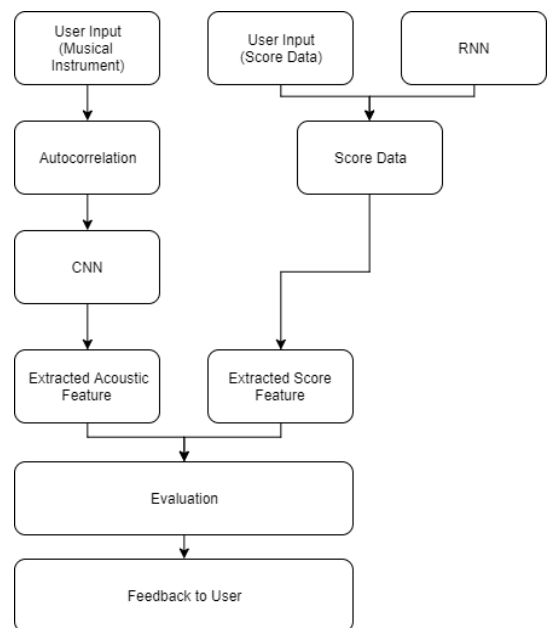 User Input
(Musical
Instrument)
User Input
(Score Data)
RNN
Autocorrelation
Score Data
CNN
Extracted Acoustic
Feature
Extracted Score
Feature
Evaluation
Feedback to User